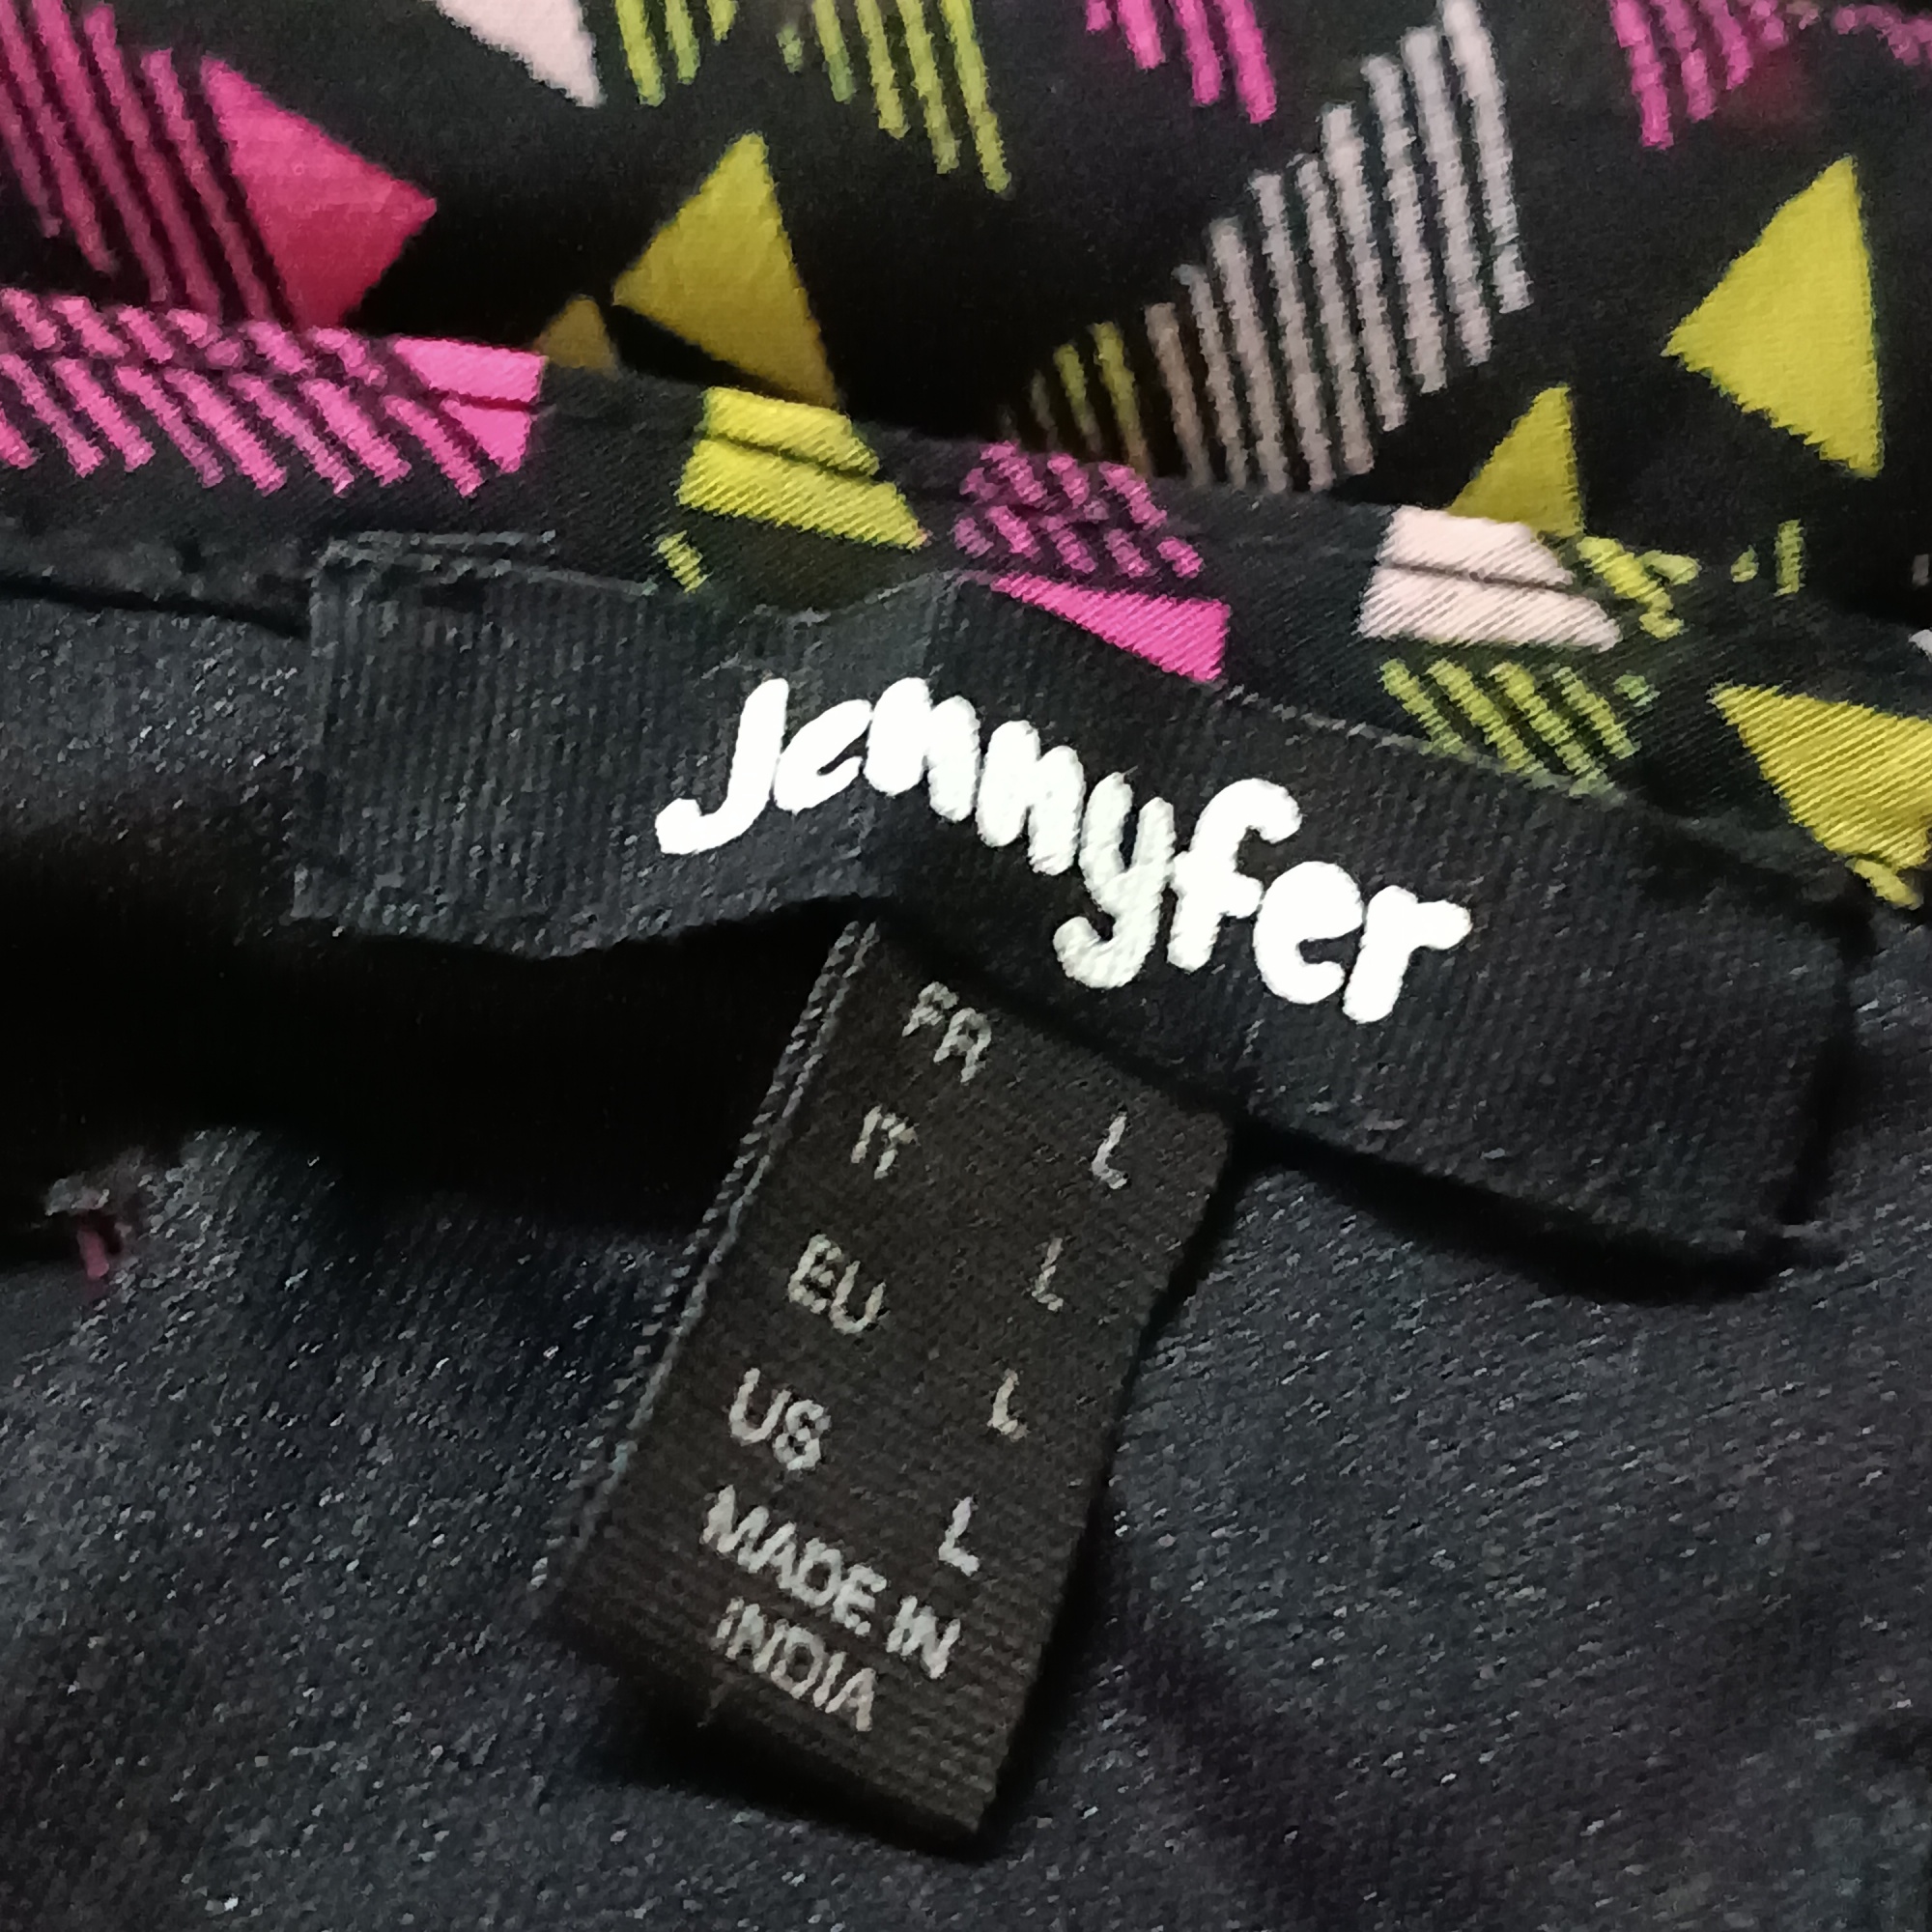 Jennyfer
FR L
IT L
EU L
US L
MADE IN
INDIA